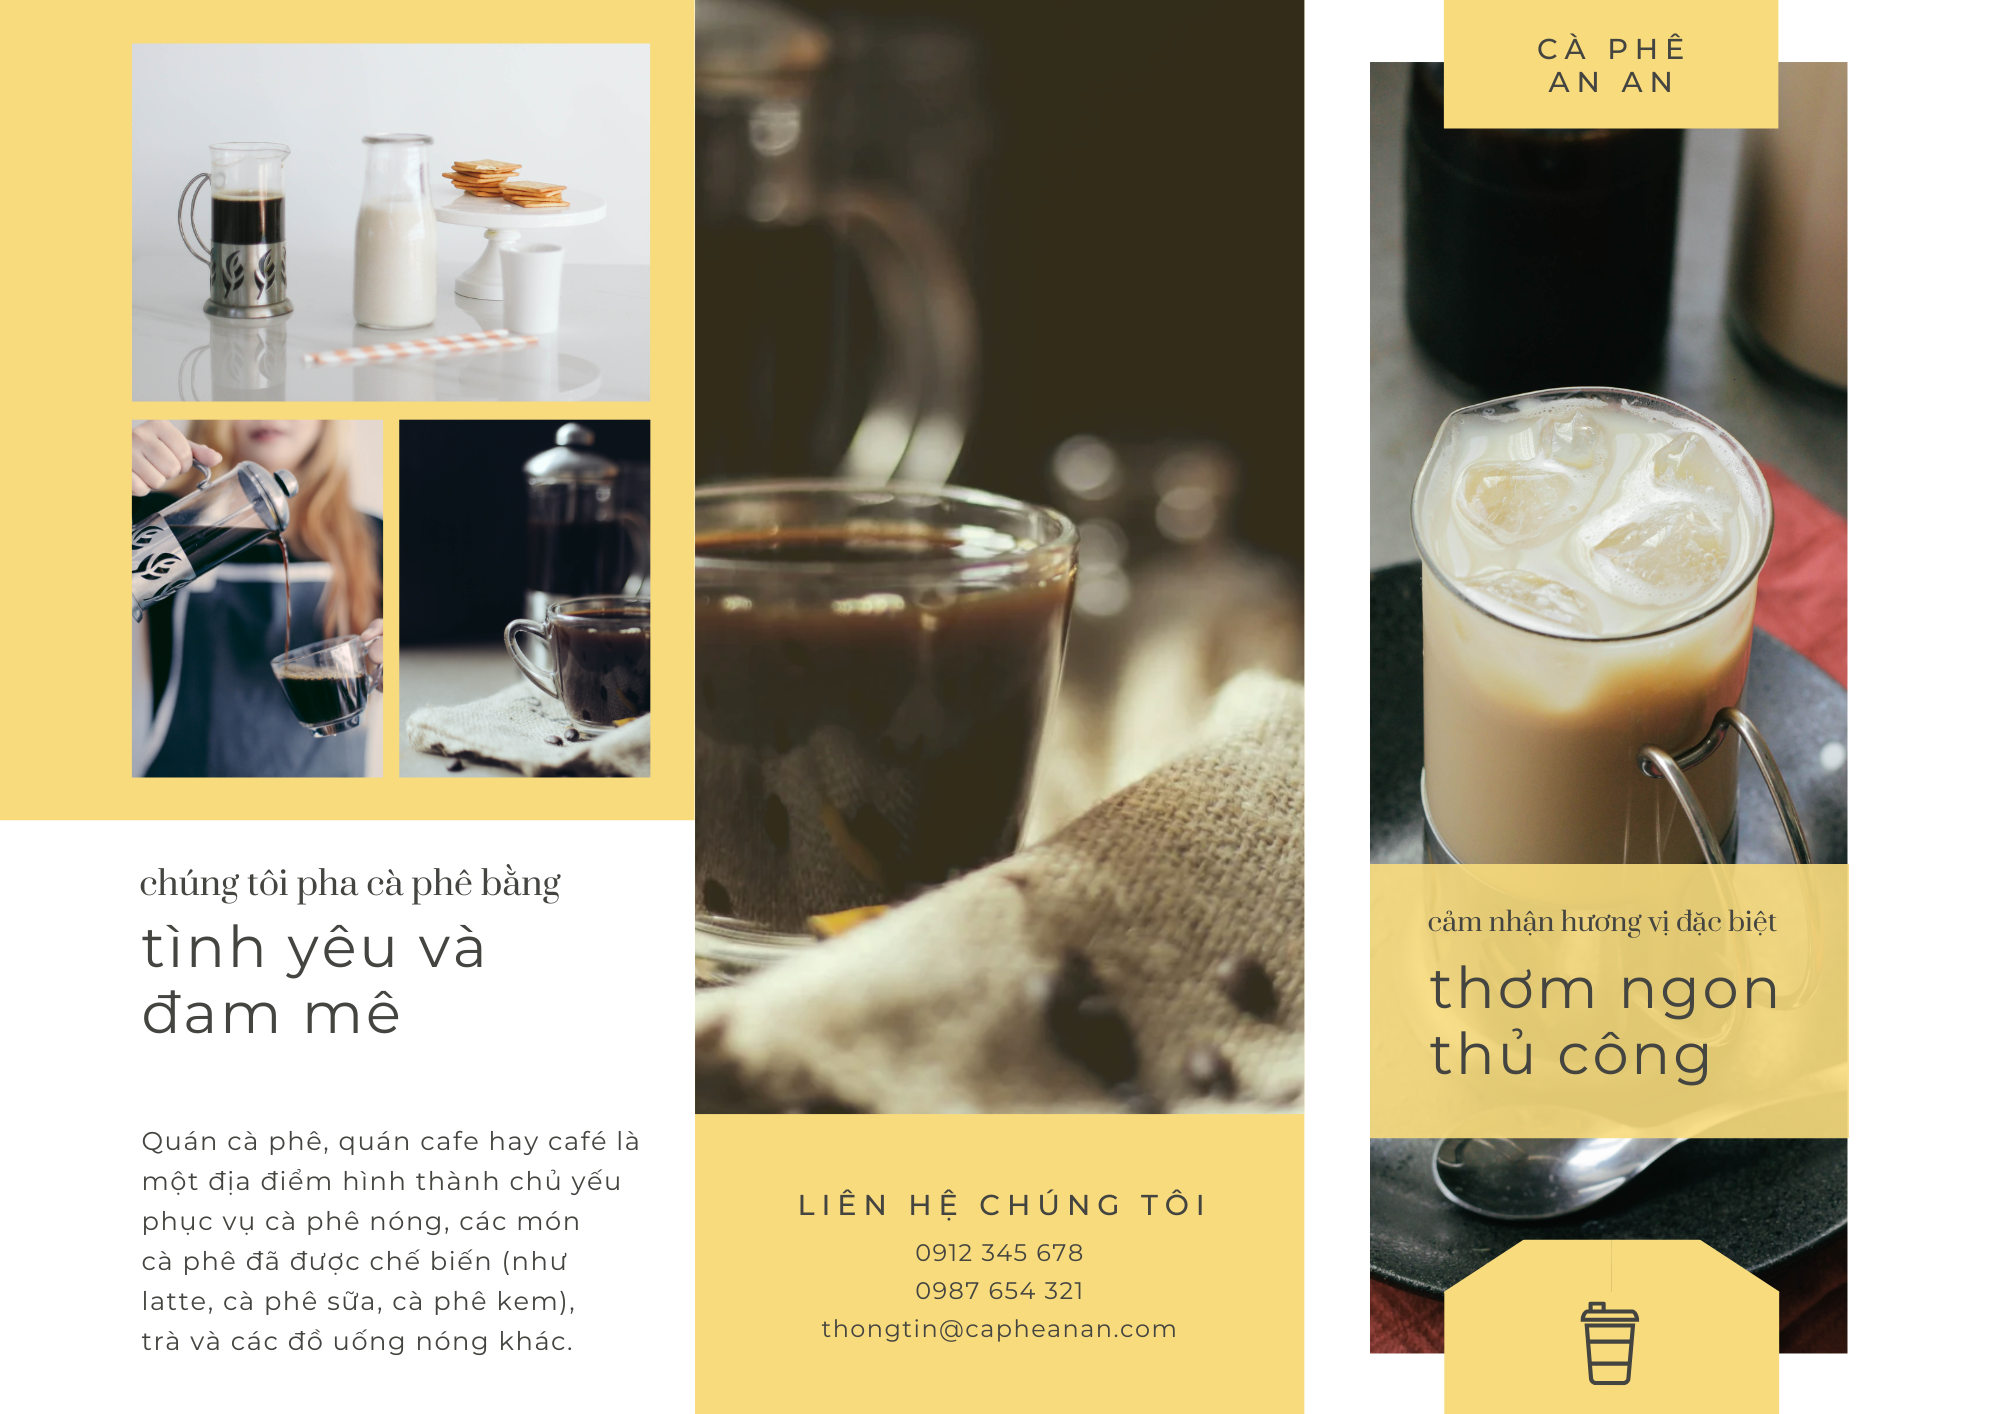 chúng tôi pha cà phê bằng
tình yêu và
đam mê
Quán cà phê, quán cafe hay café là
một địa điểm hình thành chủ yếu
phục vụ cà phê nóng, các món
cà phê đã được chế biến (như
latte, cà phê sữa, cà phê kem),
trà và các đồ uống nóng khác.
LIÊN HỆ CHÚNG TÔI
0912 345 678
0987 654 321
thongtin@capheanan.com
CÀ PHÊ
AN AN
cảm nhận hương vị đặc biệt
thơm ngon
thủ công